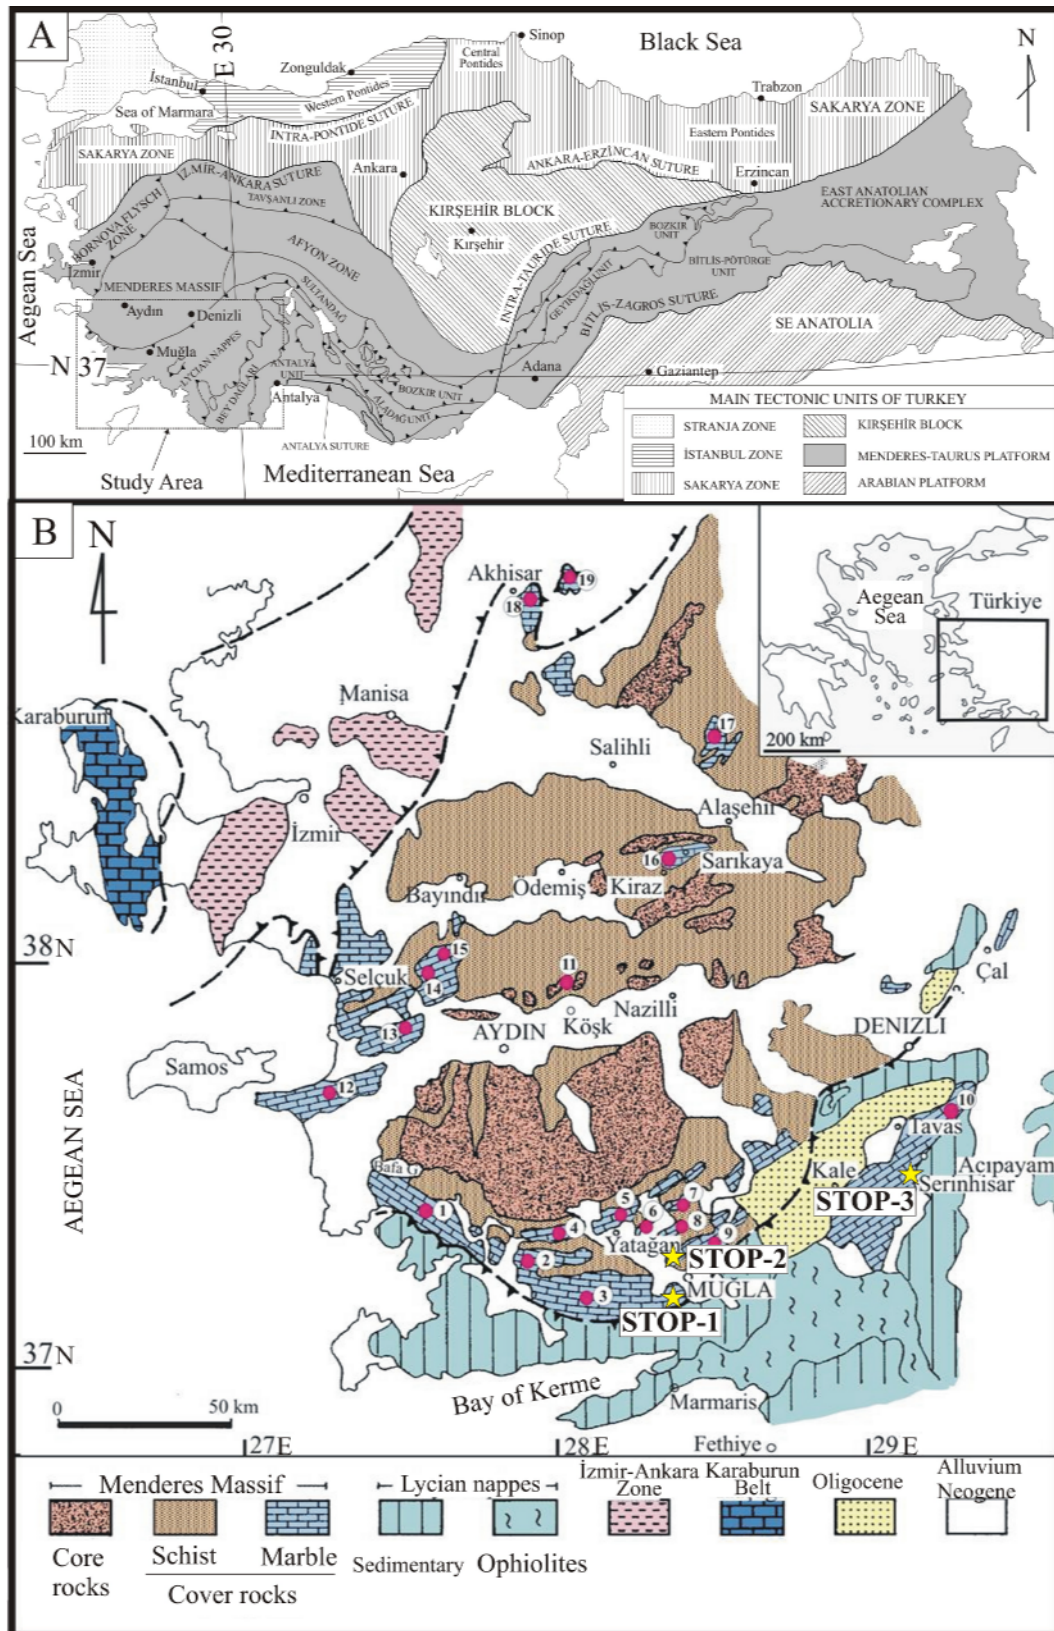 A
N
E 30
Black Sea
Sinop
Central
Pontides
Zonguldak
İstanbul
Western Pontides
Trabzon
Sea of Marmara
INTRA-PONTIDE SUTURE
SAKARYA ZONE
Eastern Pontides
SAKARYA ZONE
Ankara
ANKARA-ERZİNCAN SUTURE
Erzincan
İZMİR-ANKARA SUTURE
TAVŞANLI ZONE
EAST ANATOLIAN
ACCRETIONARY COMPLEX
BORNOVA FLYSCH
ZONE
KIRŞEHİR BLOCK
Kırşehir
AFYON ZONE
BOZKIR
UNIT
INTRA-TAURIDE SUTURE
BİTLİS-PÖTÜRGE
UNIT
İzmir
MENDERES MASSIF
SULTANDAĞ
GEYİKDAĞI UNIT
BİTLİS-ZAGROS SUTURE
Aegean Sea
Aydın
Denizli
SE ANATOLIA
Muğla
LYCIAN NAPPES
N 37
ANTALYA
UNIT
BEY DAĞLARI
BOZKIR UNIT
Adana
Gaziantep
Antalya
ALADAĞ UNIT
100 km
ANTALYA SUTURE
Study Area
Mediterranean Sea
MAIN TECTONIC UNITS OF TURKEY
STRANJA ZONE
KIRŞEHİR BLOCK
İSTANBUL ZONE
MENDERES-TAURUS PLATFORM
SAKARYA ZONE
ARABIAN PLATFORM
B
N
Akhisar
19
18
Aegean
Sea
Türkiye
200 km
Karaburun
Manisa
17
Salihli
İzmir
Alaşehir
16
Sarıkaya
Bayındır
Ödemiş
Kiraz
38 N
15
Selçuk
14
11
Çal
Nazilli
13
AYDIN
Köşk
DENIZLI
Samos
12
10
Tavas
AEGEAN SEA
Bafa G
Kale
Acıpayam
Serinhisar
STOP-3
1
5
7
6
8
4
9
Yatağan
2
STOP-2
3
MUĞLA
STOP-1
37 N
Bay of Kerme
0
50 km
Marmaris
Fethiye
27 E
28 E
29 E
Menderes Massif
Lycian nappes
İzmir-Ankara
Zone
Karaburun
Belt
Oligocene
Alluvium
Neogene
Core
rocks
Schist
Marble
Sedimentary
Ophiolites
Cover rocks